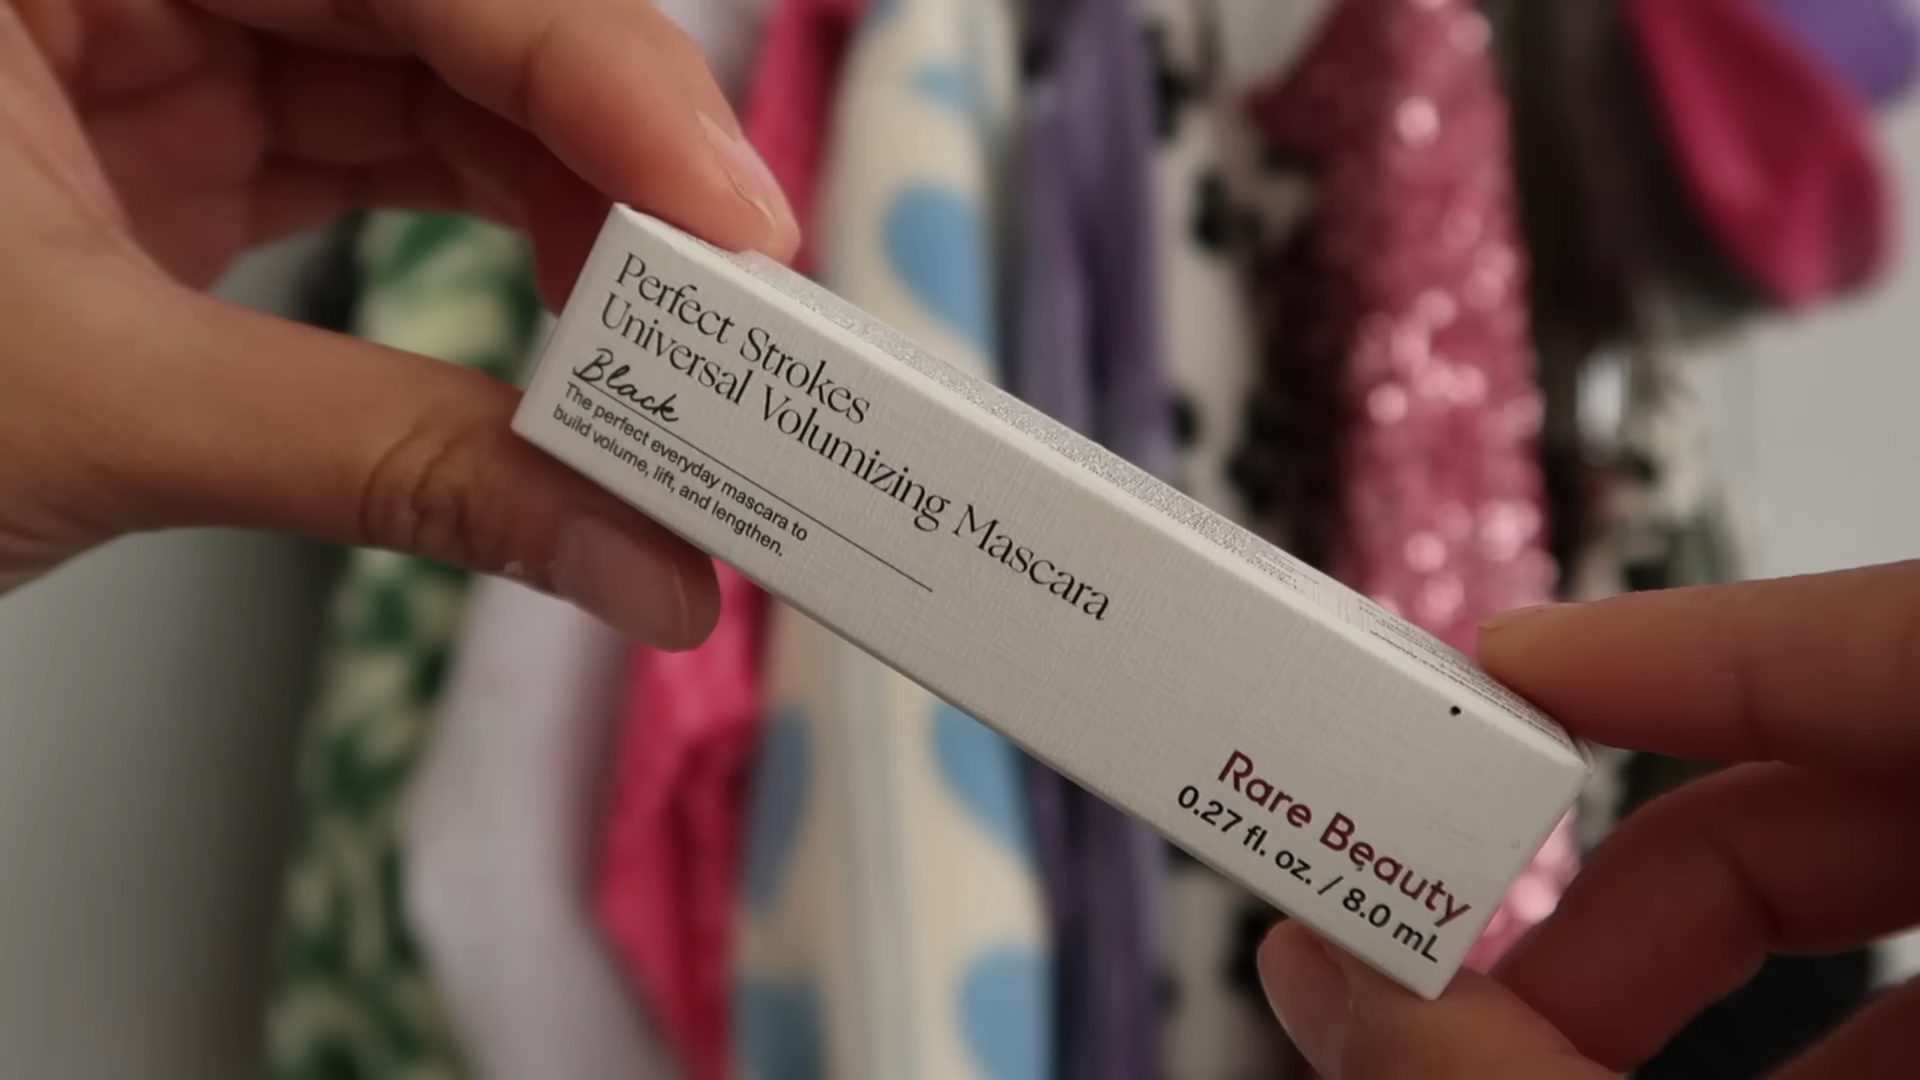 Perfect Strokes
Universal Volumizing Mascara
Black
The perfect everyday mascara to
build volume, lift, and lengthen.
Rare Beauty
0.27 fl. oz. / 8.0 mL